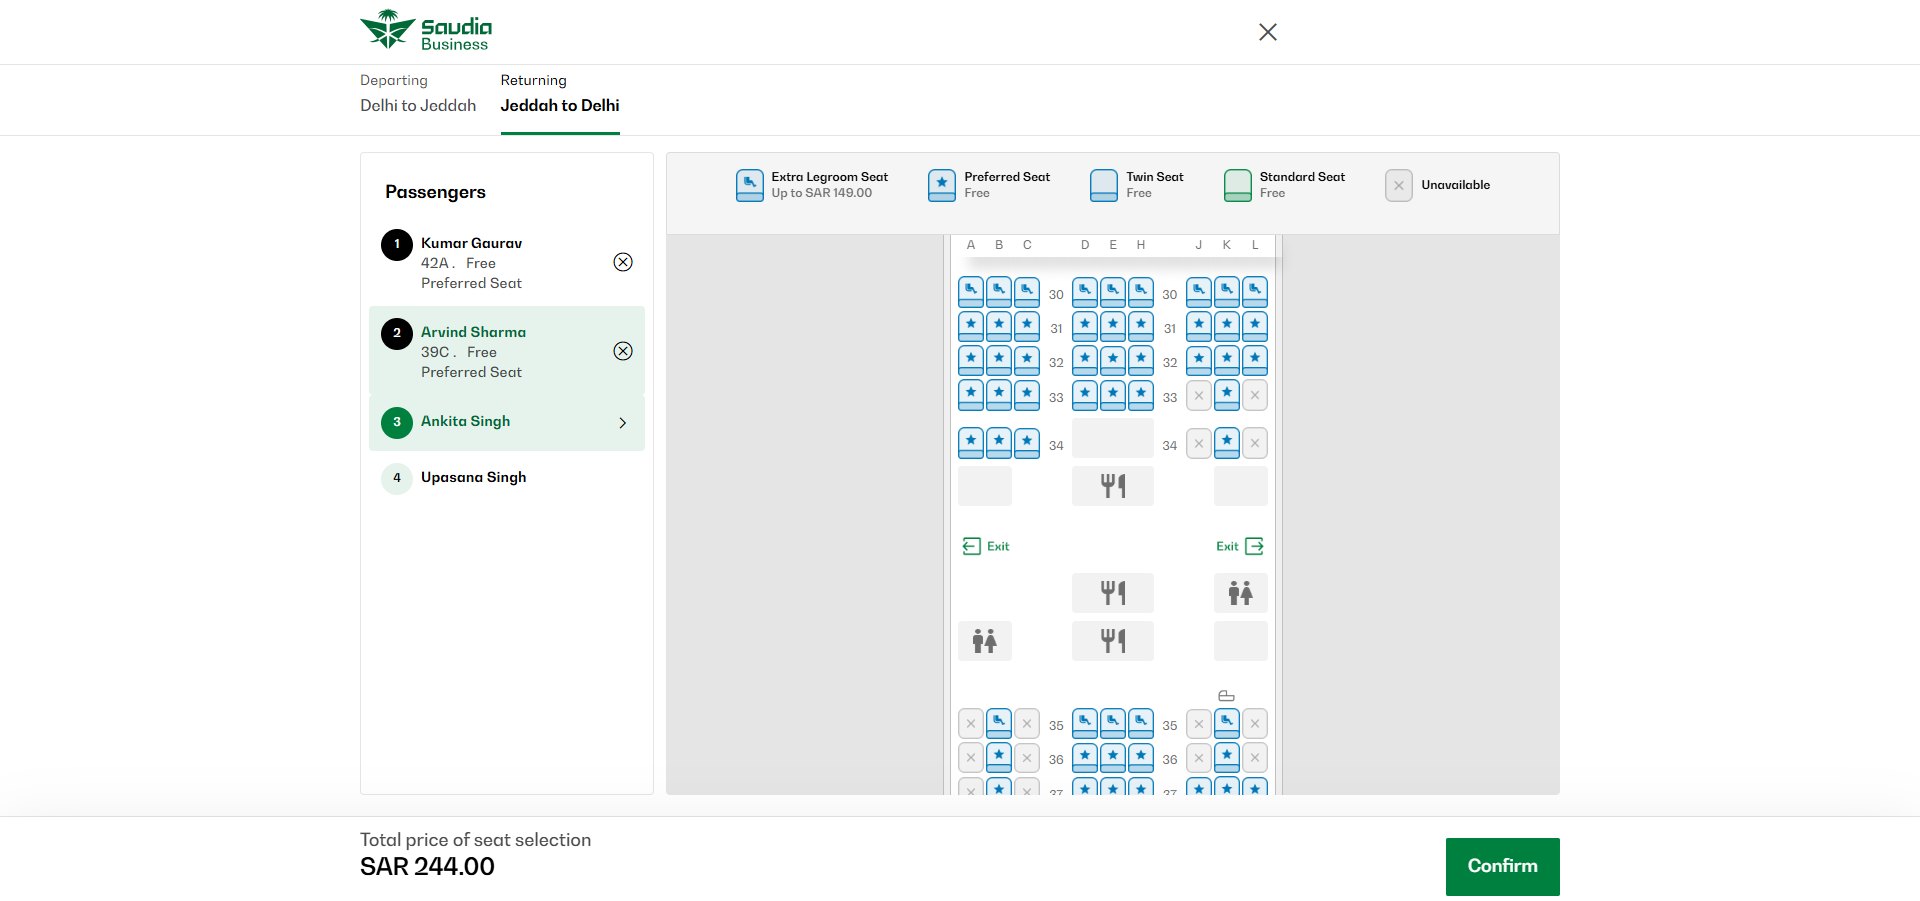 Saudia
Business
Departing
Delhi to Jeddah
Returning
Jeddah to Delhi
Passengers
1
Kumar Gaurav
42A . Free
Preferred Seat
2
Arvind Sharma
39C . Free
Preferred Seat
3
Ankita Singh
4
Upasana Singh
Extra Legroom Seat
Up to SAR 149.00
Preferred Seat
Free
Twin Seat
Free
Standard Seat
Free
Unavailable
A B C D E H J K L
30 30
31 31
32 32
33 33
34 34
Exit Exit
35 35
36 36
37 37
Total price of seat selection
SAR 244.00
Confirm